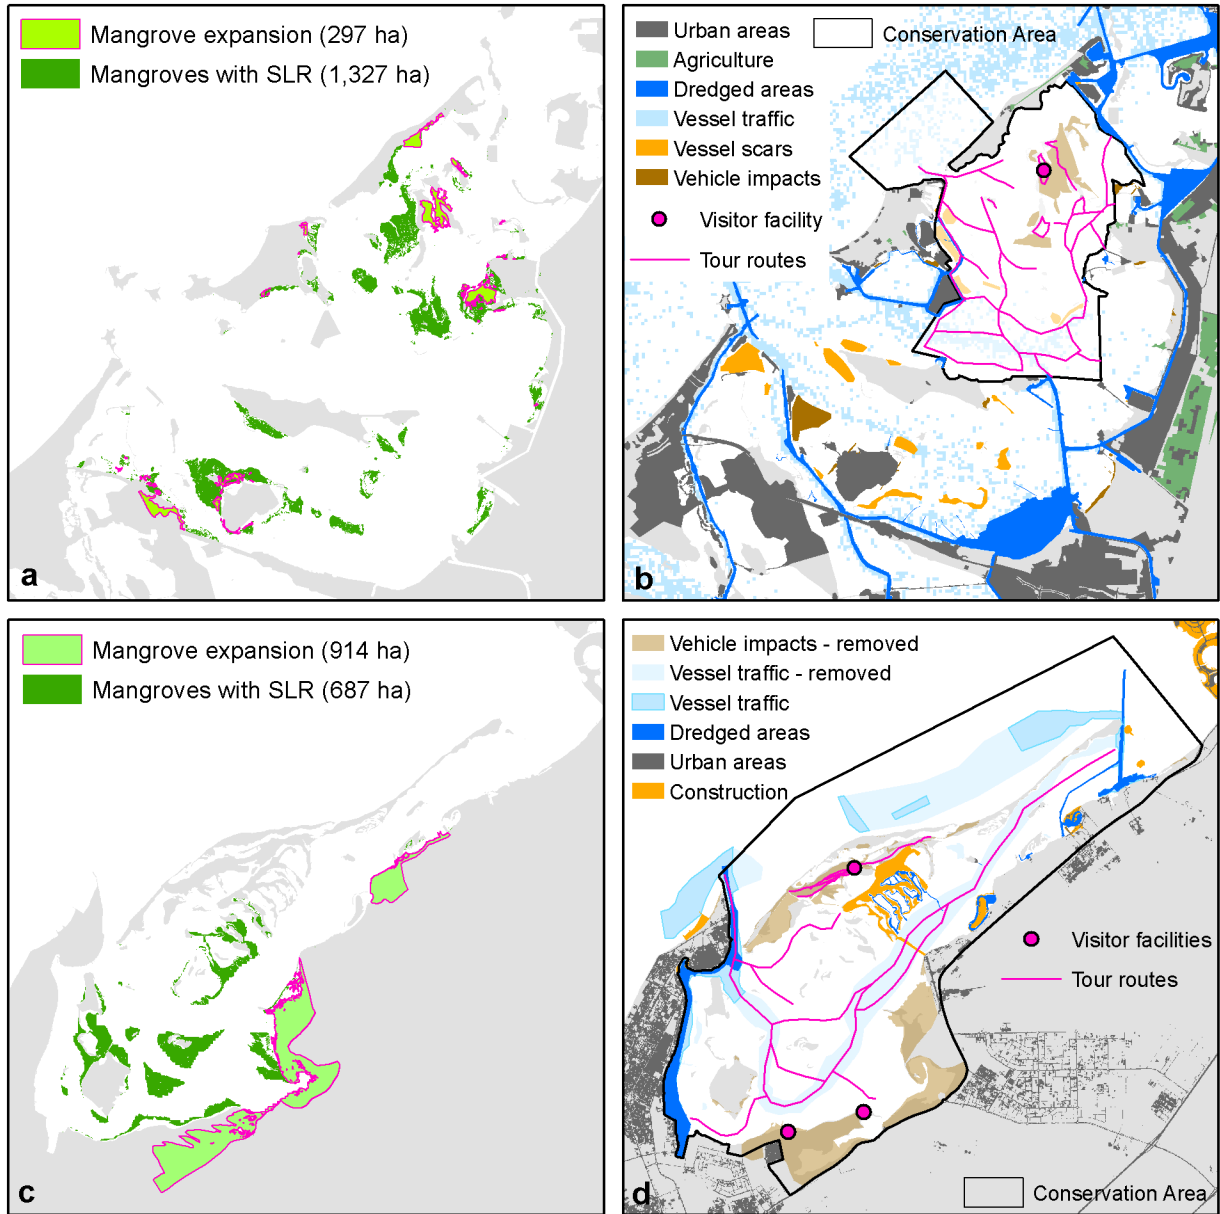 Mangrove expansion (297 ha)
Mangroves with SLR (1,327 ha)
a
Urban areas
Conservation Area
Agriculture
Dredged areas
Vessel traffic
Vessel scars
Vehicle impacts
Visitor facility
Tour routes
b
Mangrove expansion (914 ha)
Mangroves with SLR (687 ha)
c
Vehicle impacts - removed
Vessel traffic - removed
Vessel traffic
Dredged areas
Urban areas
Construction
Visitor facilities
Tour routes
Conservation Area
d